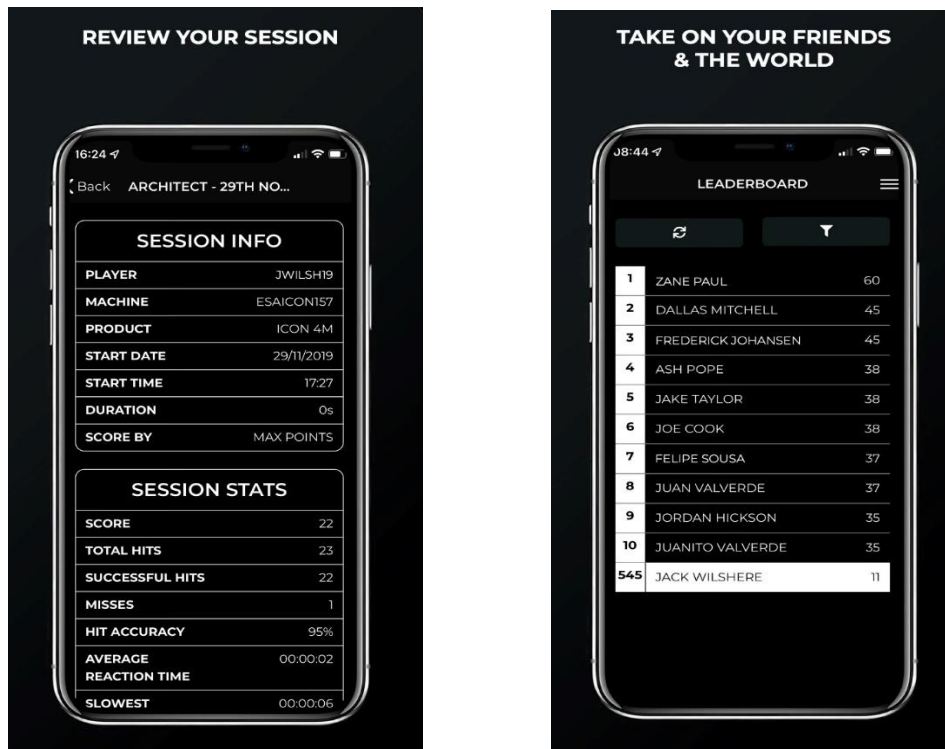 REVIEW YOUR SESSION
16:24
Back ARCHITECT - 29TH NO...
SESSION INFO
PLAYER JWILSH19
MACHINE ESAICON157
PRODUCT ICON 4M
START DATE 29/11/2019
START TIME 17:27
DURATION 0s
SCORE BY MAX POINTS
SESSION STATS
SCORE 22
TOTAL HITS 23
SUCCESSFUL HITS 22
MISSES 1
HIT ACCURACY 95%
AVERAGE 00:00:02
REACTION TIME
SLOWEST 00:00:06
TAKE ON YOUR FRIENDS
& THE WORLD
08:44
LEADERBOARD
1 ZANE PAUL 60
2 DALLAS MITCHELL 45
3 FREDERICK JOHANSEN 45
4 ASH POPE 38
5 JAKE TAYLOR 38
6 JOE COOK 38
7 FELIPE SOUSA 37
8 JUAN VALVERDE 37
9 JORDAN HICKSON 35
10 JUANITO VALVERDE 35
545 JACK WILSHERE 11